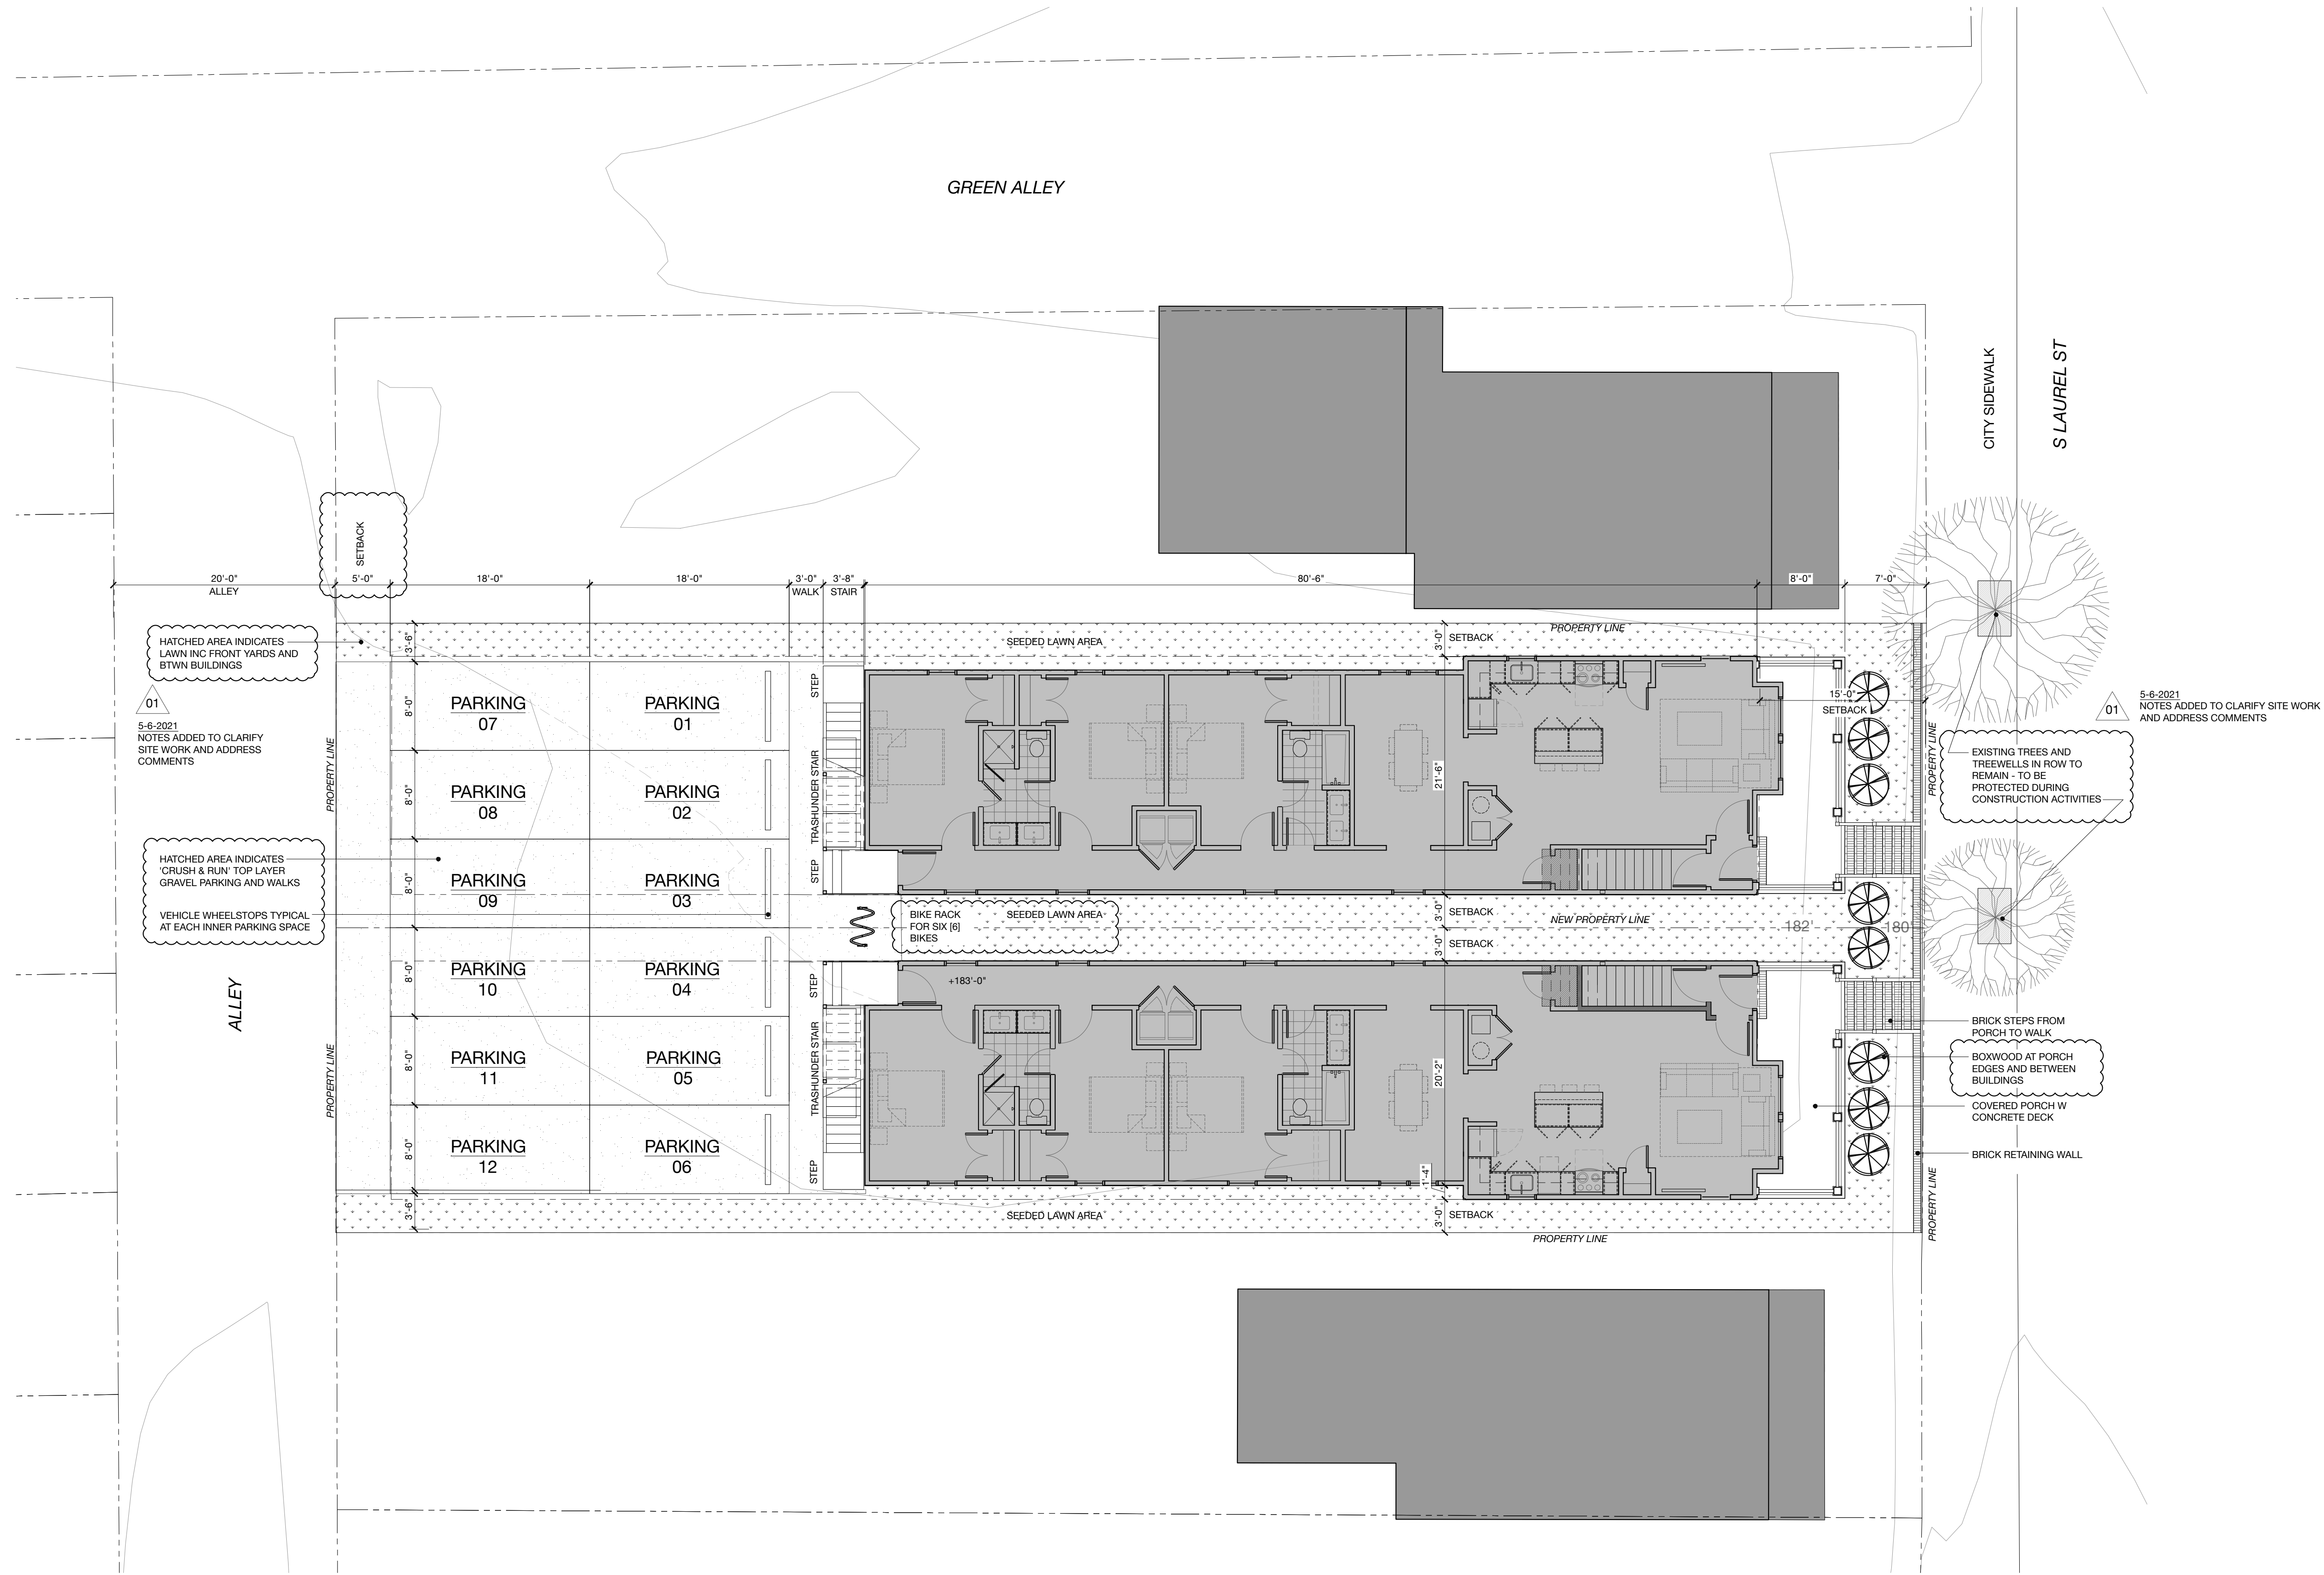 GREEN ALLEY
CITY SIDEWALK
S LAUREL ST
SETBACK
20'-0"
ALLEY
5'-0"
18'-0"
18'-0"
3'-0"
WALK
3'-8"
STAIR
80'-6"
8'-0"
7'-0"
HATCHED AREA INDICATES
LAWN INC FRONT YARDS AND
BTWN BUILDINGS
01
5-6-2021
NOTES ADDED TO CLARIFY
SITE WORK AND ADDRESS
COMMENTS
HATCHED AREA INDICATES
'CRUSH & RUN' TOP LAYER
GRAVEL PARKING AND WALKS
VEHICLE WHEELSTOPS TYPICAL
AT EACH INNER PARKING SPACE
ALLEY
PROPERTY LINE
PROPERTY LINE
3'-6"
8'-0"
8'-0"
8'-0"
8'-0"
8'-0"
8'-0"
3'-6"
PARKING
07
PARKING
01
PARKING
08
PARKING
02
PARKING
09
PARKING
03
PARKING
10
PARKING
04
PARKING
11
PARKING
05
PARKING
12
PARKING
06
STEP
TRASHUNDER STAIR
STEP
STEP
TRASHUNDER STAIR
STEP
SEEDED LAWN AREA
3'-0"
SETBACK
PROPERTY LINE
21'-6"
15'-0"
SETBACK
BIKE RACK
FOR SIX [6]
BIKES
SEEDED LAWN AREA
3'-0"
SETBACK
NEW PROPERTY LINE
182'
180'
3'-0"
SETBACK
+183'-0"
20'-2"
1'-4"
SEEDED LAWN AREA
3'-0"
SETBACK
PROPERTY LINE
PROPERTY LINE
PROPERTY LINE
01
5-6-2021
NOTES ADDED TO CLARIFY SITE WORK
AND ADDRESS COMMENTS
EXISTING TREES AND
TREEWELLS IN ROW TO
REMAIN - TO BE
PROTECTED DURING
CONSTRUCTION ACTIVITIES
BRICK STEPS FROM
PORCH TO WALK
BOXWOOD AT PORCH
EDGES AND BETWEEN
BUILDINGS
COVERED PORCH W
CONCRETE DECK
BRICK RETAINING WALL